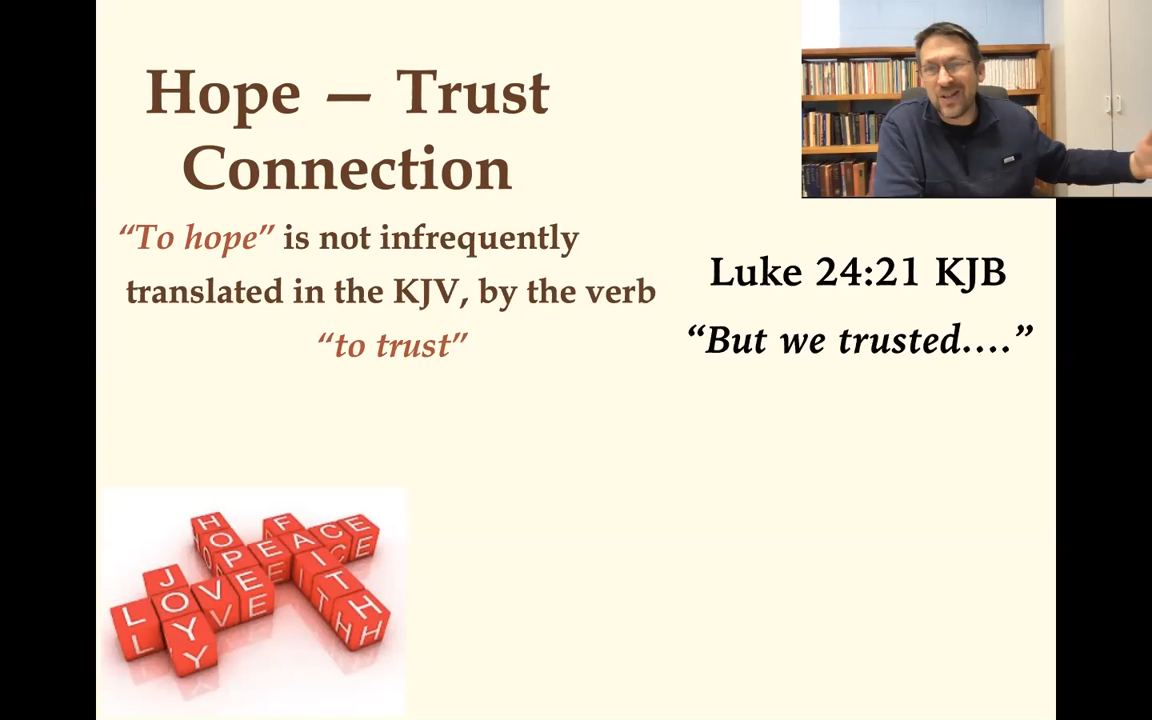 Hope — Trust
Connection
“To hope” is not infrequently
translated in the KJV, by the verb
“to trust”
Luke 24:21 KJB
“But we trusted....”
HOPE
FAITH
PEACE
JOY
LOVE